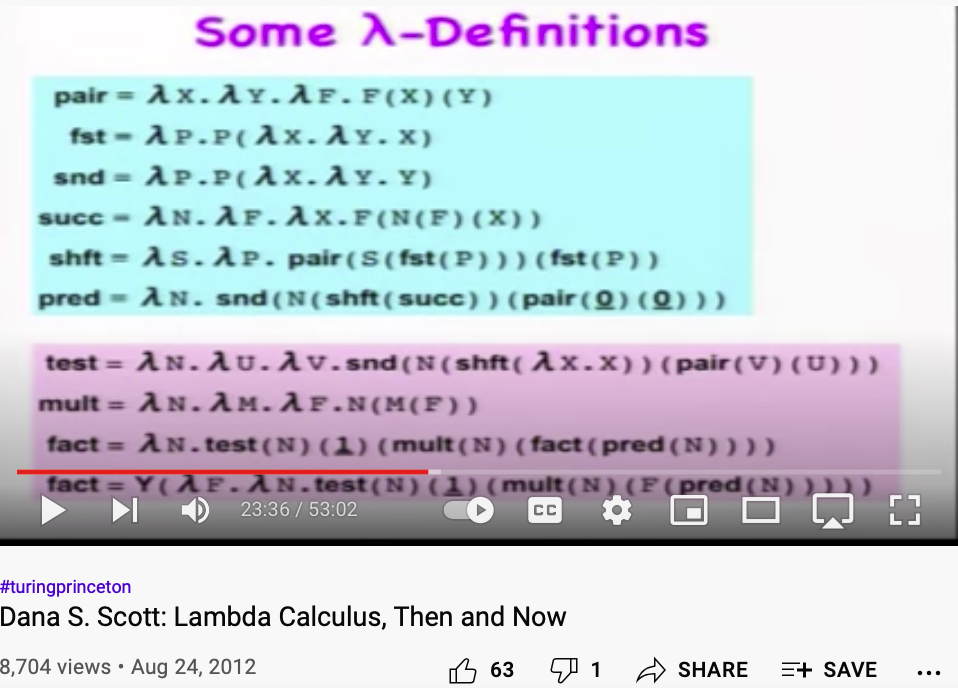 Some λ-Definitions
pair = λX.λY.λF.F(X)(Y)
fst = λP.P(λX.λY.X)
snd = λP.P(λX.λY.Y)
succ = λN.λF.λX.F(N(F)(X))
shft = λS.λP. pair(S(fst(P)))(fst(P))
pred = λN. snd(N(shft(succ))(pair(0)(0)))
test = λN.λU.λV.snd(N(shft(λX.X))(pair(V)(U)))
mult = λN.λM.λF.N(M(F))
fact = λN.test(N)(1)(mult(N)(fact(pred(N))))
fact = Y(λF.λN.test(N)(1)(mult(N)(F(pred(N)))))
23:36 / 53:02 CC
#turingprinceton
Dana S. Scott: Lambda Calculus, Then and Now
8,704 views • Aug 24, 2012 63 1 SHARE SAVE ...